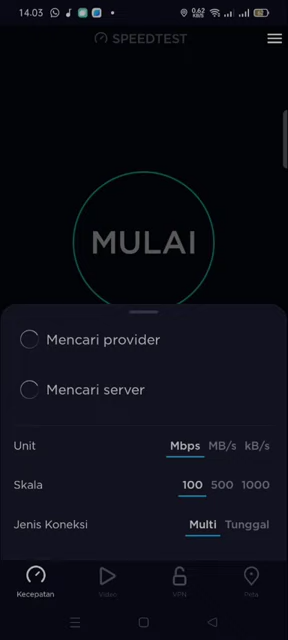 14.03
0.62 KB/S
SPEEDTEST
MULAI
Mencari provider
Mencari server
Unit Mbps MB/s kB/s
Skala 100 500 1000
Jenis Koneksi Multi Tunggal
Kecepatan Video VPN Peta